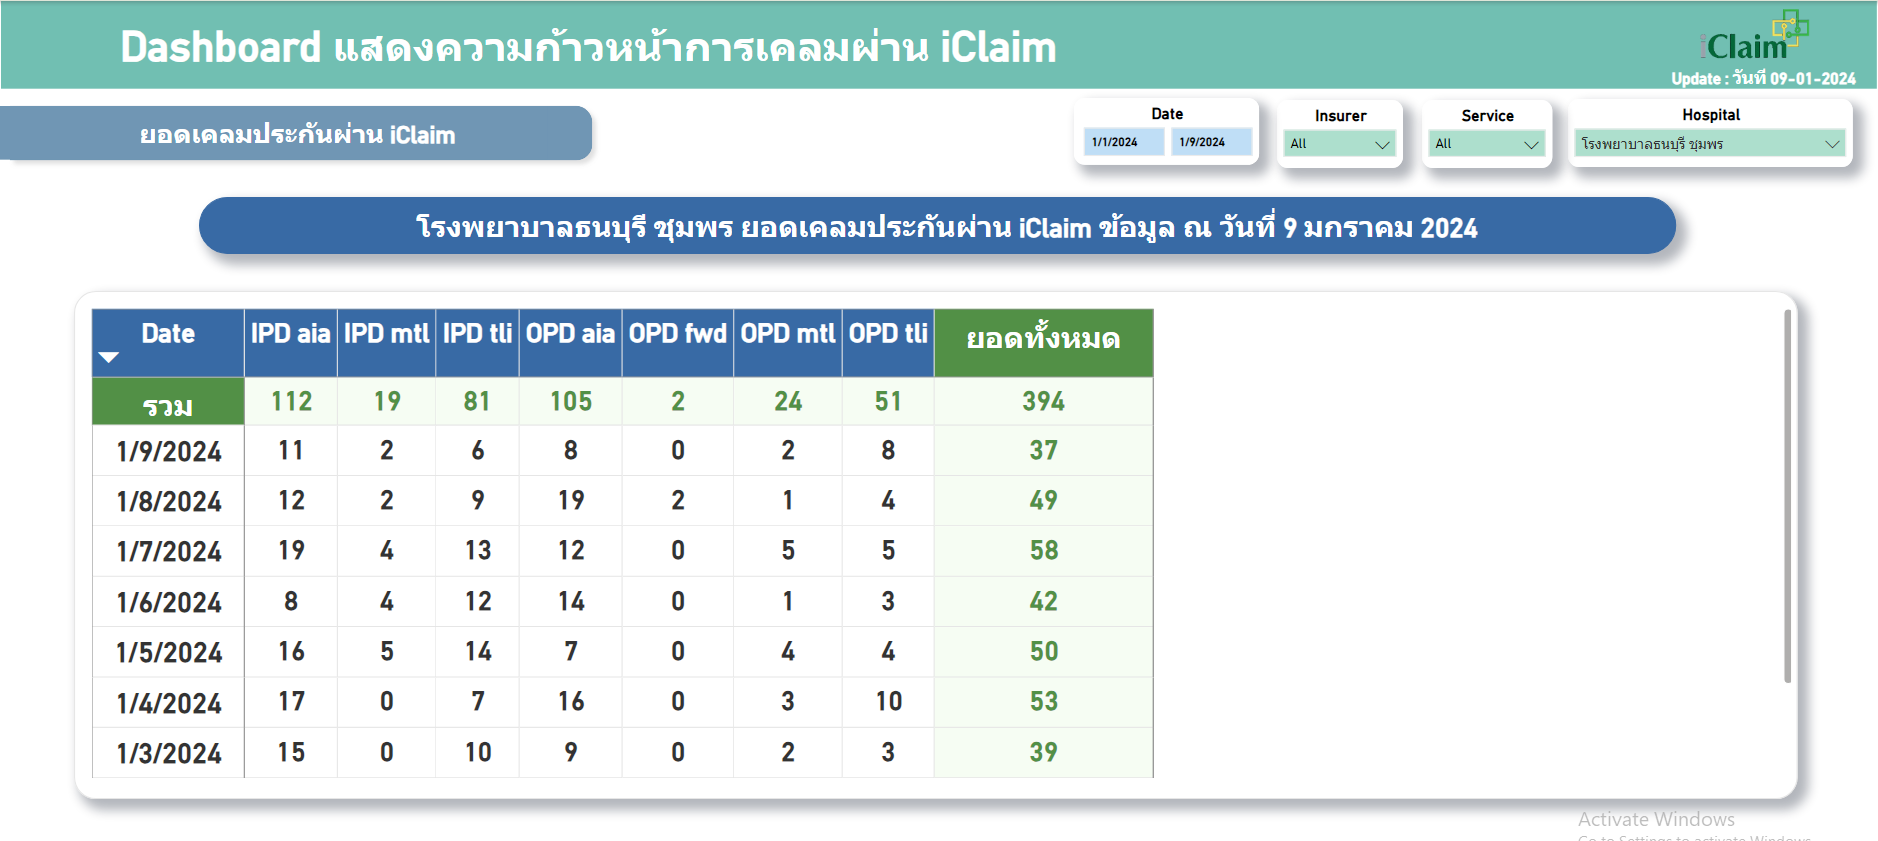 Dashboard แสดงความก้าวหน้าการเคลมผ่าน iClaim
iClaim
Update : วันที่ 09-01-2024
ยอดเคลมประกันผ่าน iClaim
Date Insurer Service Hospital
1/1/2024 1/9/2024 All All โรงพยาบาลธนบุรี ชุมพร
โรงพยาบาลธนบุรี ชุมพร ยอดเคลมประกันผ่าน iClaim ข้อมูล ณ วันที่ 9 มกราคม 2024
Date IPD aia IPD mtl IPD tli OPD aia OPD fwd OPD mtl OPD tli ยอดทั้งหมด
รวม 112 19 81 105 2 24 51 394
1/9/2024 11 2 6 8 0 2 8 37
1/8/2024 12 2 9 19 2 1 4 49
1/7/2024 19 4 13 12 0 5 5 58
1/6/2024 8 4 12 14 0 1 3 42
1/5/2024 16 5 14 7 0 4 4 50
1/4/2024 17 0 7 16 0 3 10 53
1/3/2024 15 0 10 9 0 2 3 39
Activate Windows
Go to Settings to activate Windows.